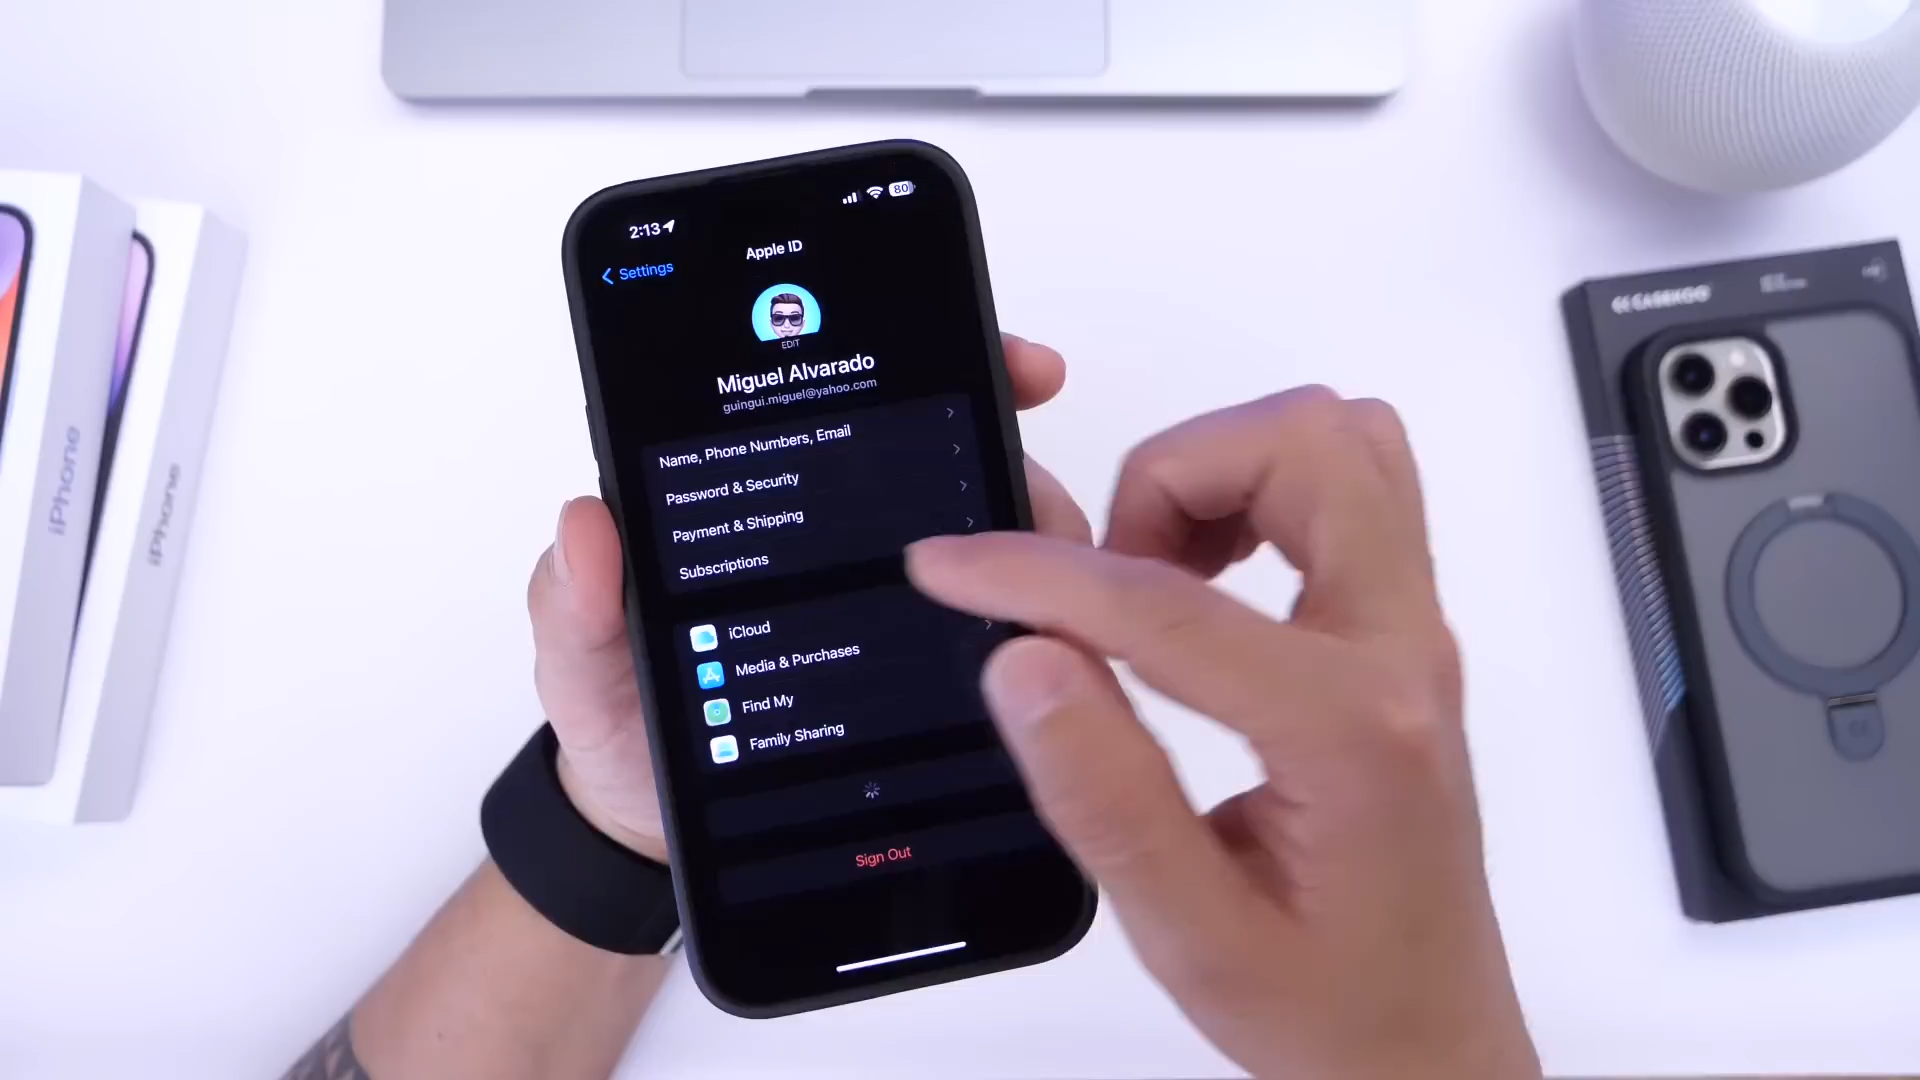 2:13
80
Settings
Apple ID
EDIT
Miguel Alvarado
guingui.miguel@yahoo.com
Name, Phone Numbers, Email
Password & Security
Payment & Shipping
Subscriptions
iCloud
Media & Purchases
Find My
Family Sharing
Sign Out
iPhone
iPhone
CASEKOO